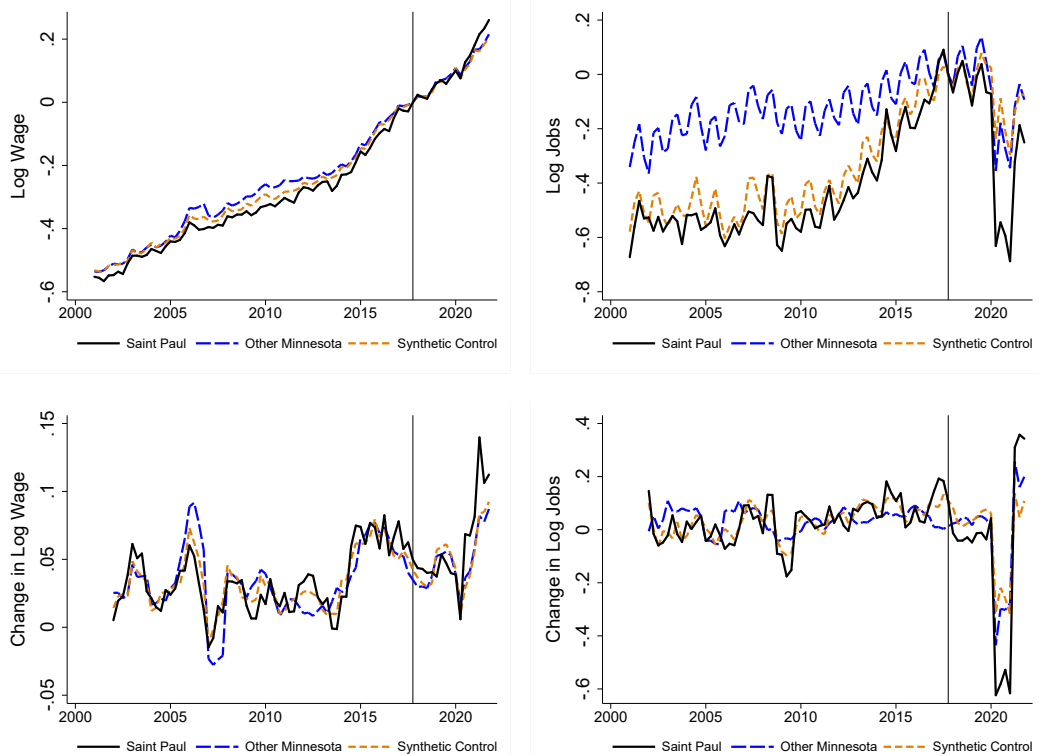 Log Wage
.2
0
-.2
-.4
-.6
2000 2005 2010 2015 2020
Saint Paul Other Minnesota Synthetic Control
Log Jobs
.2
0
-.2
-.4
-.6
-.8
2000 2005 2010 2015 2020
Saint Paul Other Minnesota Synthetic Control
Change in Log Wage
.15
.1
.05
0
-.05
2000 2005 2010 2015 2020
Saint Paul Other Minnesota Synthetic Control
Change in Log Jobs
.4
.2
0
-.2
-.4
-.6
2000 2005 2010 2015 2020
Saint Paul Other Minnesota Synthetic Control